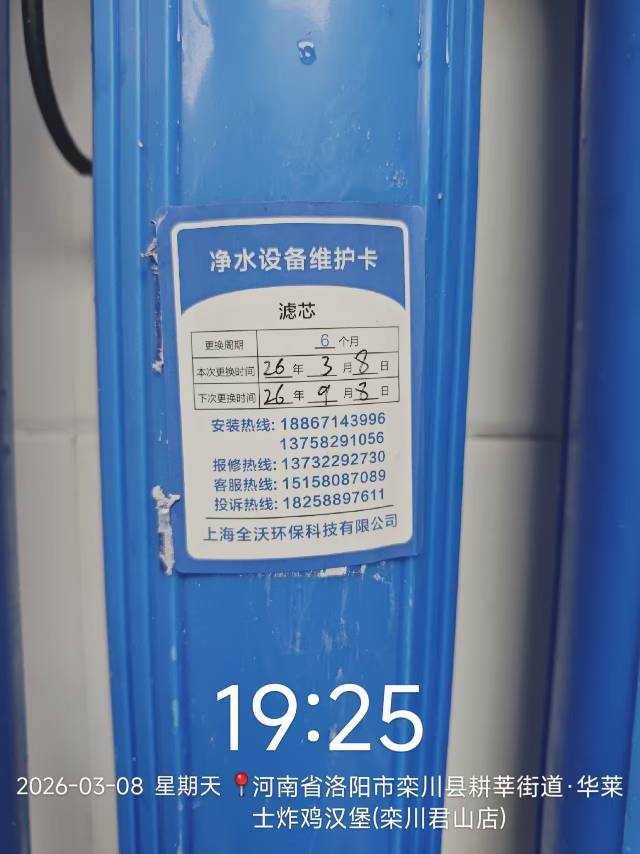 净水设备维护卡
滤芯
更换周期 6 个月
本次更换时间 26 年 3 月 8 日
下次更换时间 26 年 9 月 8 日
安装热线: 18867143996
13758291056
报修热线: 13732292730
客服热线: 15158087089
投诉热线: 18258897611
上海全沃环保科技有限公司
19:25
2026-03-08 星期天 📍河南省洛阳市栾川县耕莘街道·华莱
士炸鸡汉堡(栾川君山店)